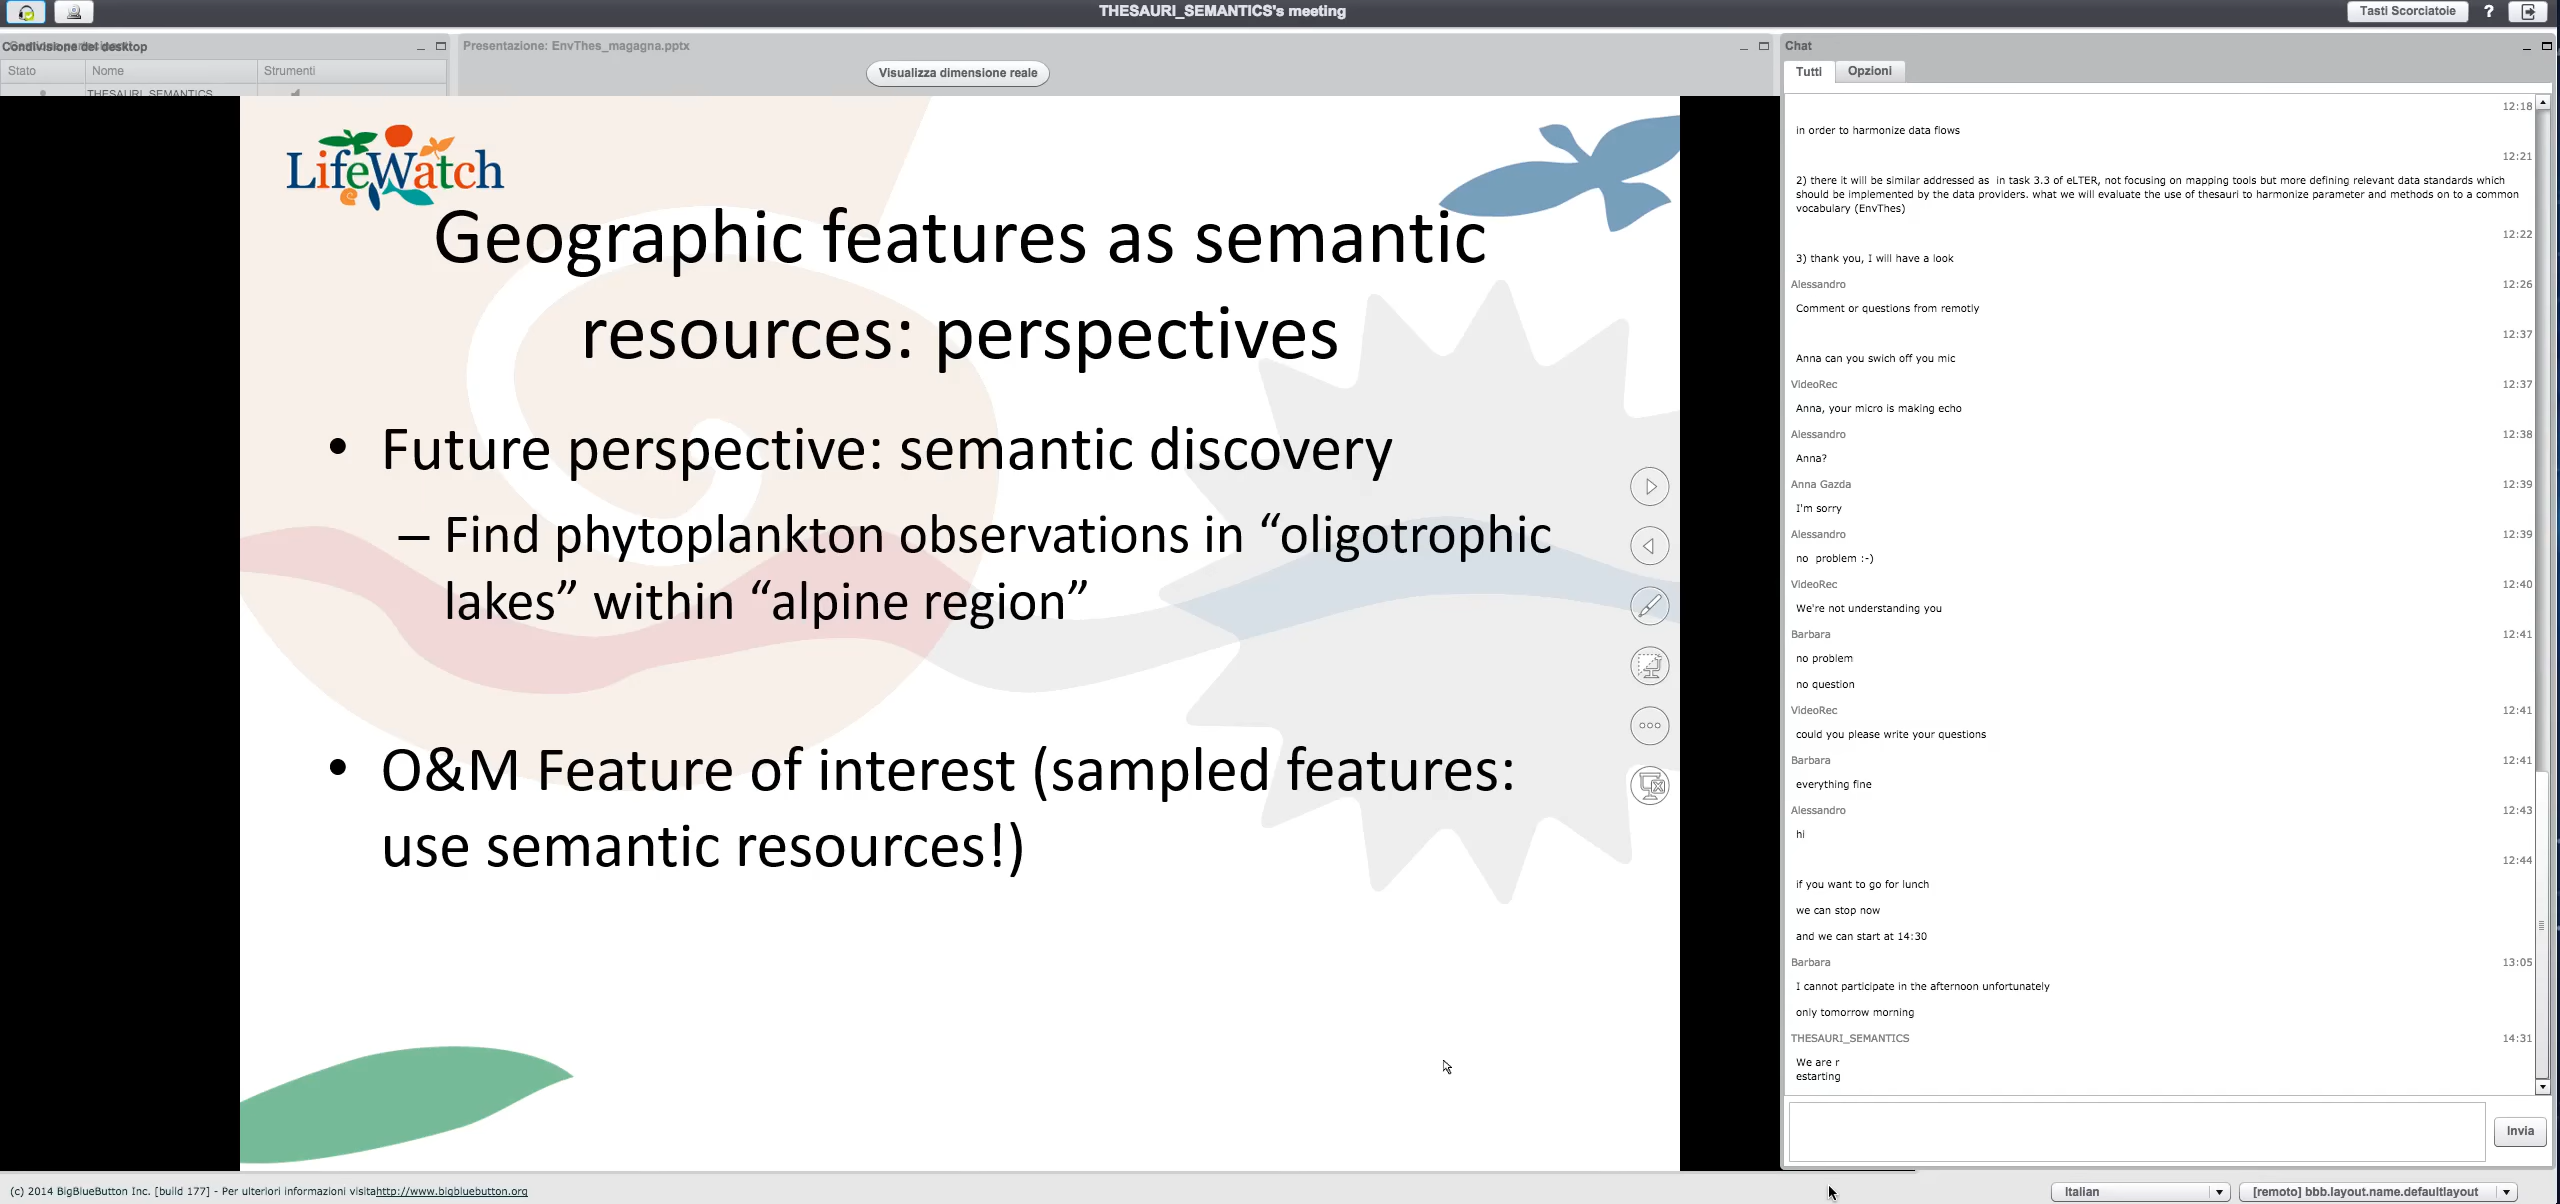 THESAURI_SEMANTICS's meeting
Tasti Scorciatoie
?
Condivisione del desktop
Stato Nome Strumenti
THESAURI_SEMANTICS
Presentazione: EnvThes_magagna.pptx
Visualizza dimensione reale
LifeWatch
Geographic features as semantic
resources: perspectives
• Future perspective: semantic discovery
– Find phytoplankton observations in “oligotrophic
lakes” within “alpine region”
• O&M Feature of interest (sampled features:
use semantic resources!)
Chat
Tutti Opzioni
12:18
in order to harmonize data flows
12:21
2) there it will be similar addressed as  in task 3.3 of eLTER, not focusing on mapping tools but more defining relevant data standards which
should be implemented by the data providers. what we will evaluate the use of thesauri to harmonize parameter and methods on to a common
vocabulary (EnvThes)
12:22
3) thank you, I will have a look
Alessandro 12:26
Comment or questions from remotly
12:37
Anna can you swich off you mic
VideoRec 12:37
Anna, your micro is making echo
Alessandro 12:38
Anna?
Anna Gazda 12:39
I'm sorry
Alessandro 12:39
no  problem :-)
VideoRec 12:40
We're not understanding you
Barbara 12:41
no problem
no question
VideoRec 12:41
could you please write your questions
Barbara 12:41
everything fine
Alessandro 12:43
hi
12:44
if you want to go for lunch
we can stop now
and we can start at 14:30
Barbara 13:05
I cannot participate in the afternoon unfortunately
only tomorrow morning
THESAURI_SEMANTICS 14:31
We are r
estarting
Invia
(c) 2014 BigBlueButton Inc. [build 177] - Per ulteriori informazioni visitahttp://www.bigbluebutton.org
Italian
[remoto] bbb.layout.name.defaultlayout